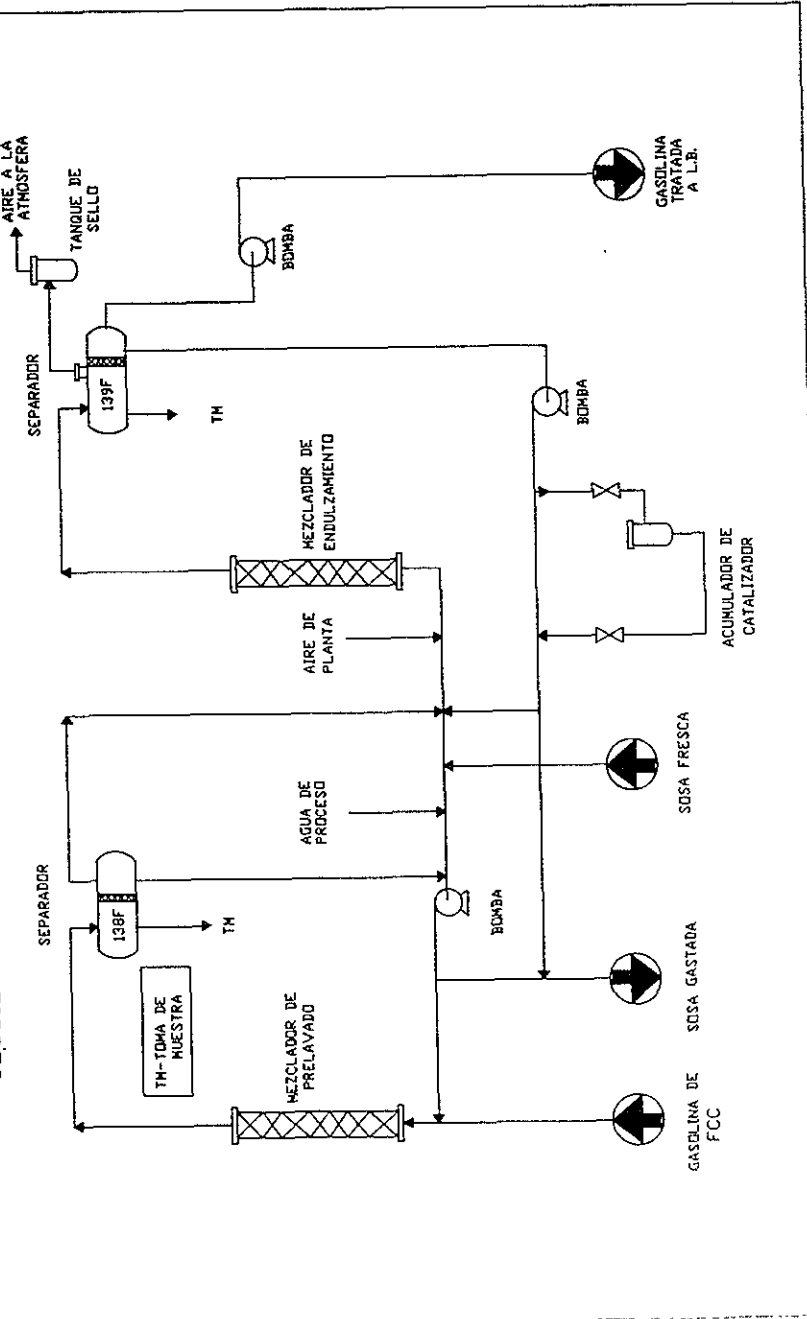 AIRE A LA
ATMOSFERA
TANQUE DE
SELLO
SEPARADOR
139F
TM
BOMBA
GASOLINA
TRATADA
A L.B.
MEZCLADOR DE
ENDULZAMIENTO
AIRE DE
PLANTA
BOMBA
ACUMULADOR DE
CATALIZADOR
SEPARADOR
138F
TM
AGUA DE
PROCESO
SOSA FRESCA
TM-TOMA DE
MUESTRA
BOMBA
MEZCLADOR DE
PRELAVADO
SOSA GASTADA
GASOLINA DE
FCC